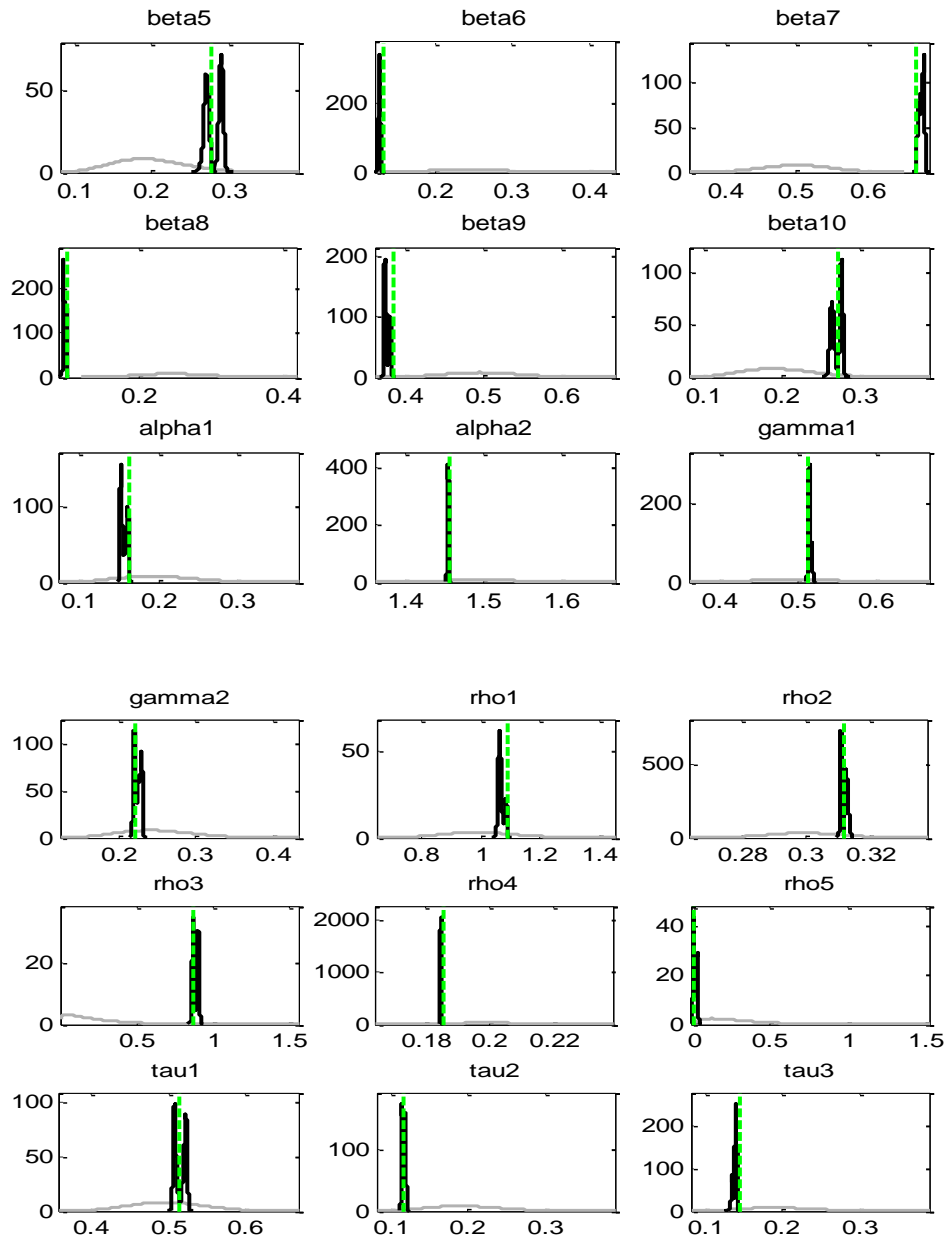 beta5 beta6 beta7
50
0
0.1 0.2 0.3
200
0
0.2 0.3 0.4
100
50
0
0.4 0.5 0.6
beta8 beta9 beta10
200
100
0
0.2 0.4
200
100
0
0.4 0.5 0.6
100
50
0
0.1 0.2 0.3
alpha1 alpha2 gamma1
100
0
0.1 0.2 0.3
400
200
0
1.4 1.5 1.6
200
0
0.4 0.5 0.6
gamma2 rho1 rho2
100
50
0
0.2 0.3 0.4
50
0
0.8 1 1.2 1.4
500
0
0.28 0.3 0.32
rho3 rho4 rho5
20
0
0.5 1 1.5
2000
1000
0
0.18 0.2 0.22
40
20
0
0 0.5 1 1.5
tau1 tau2 tau3
100
50
0
0.4 0.5 0.6
100
0
0.1 0.2 0.3
200
100
0
0.1 0.2 0.3